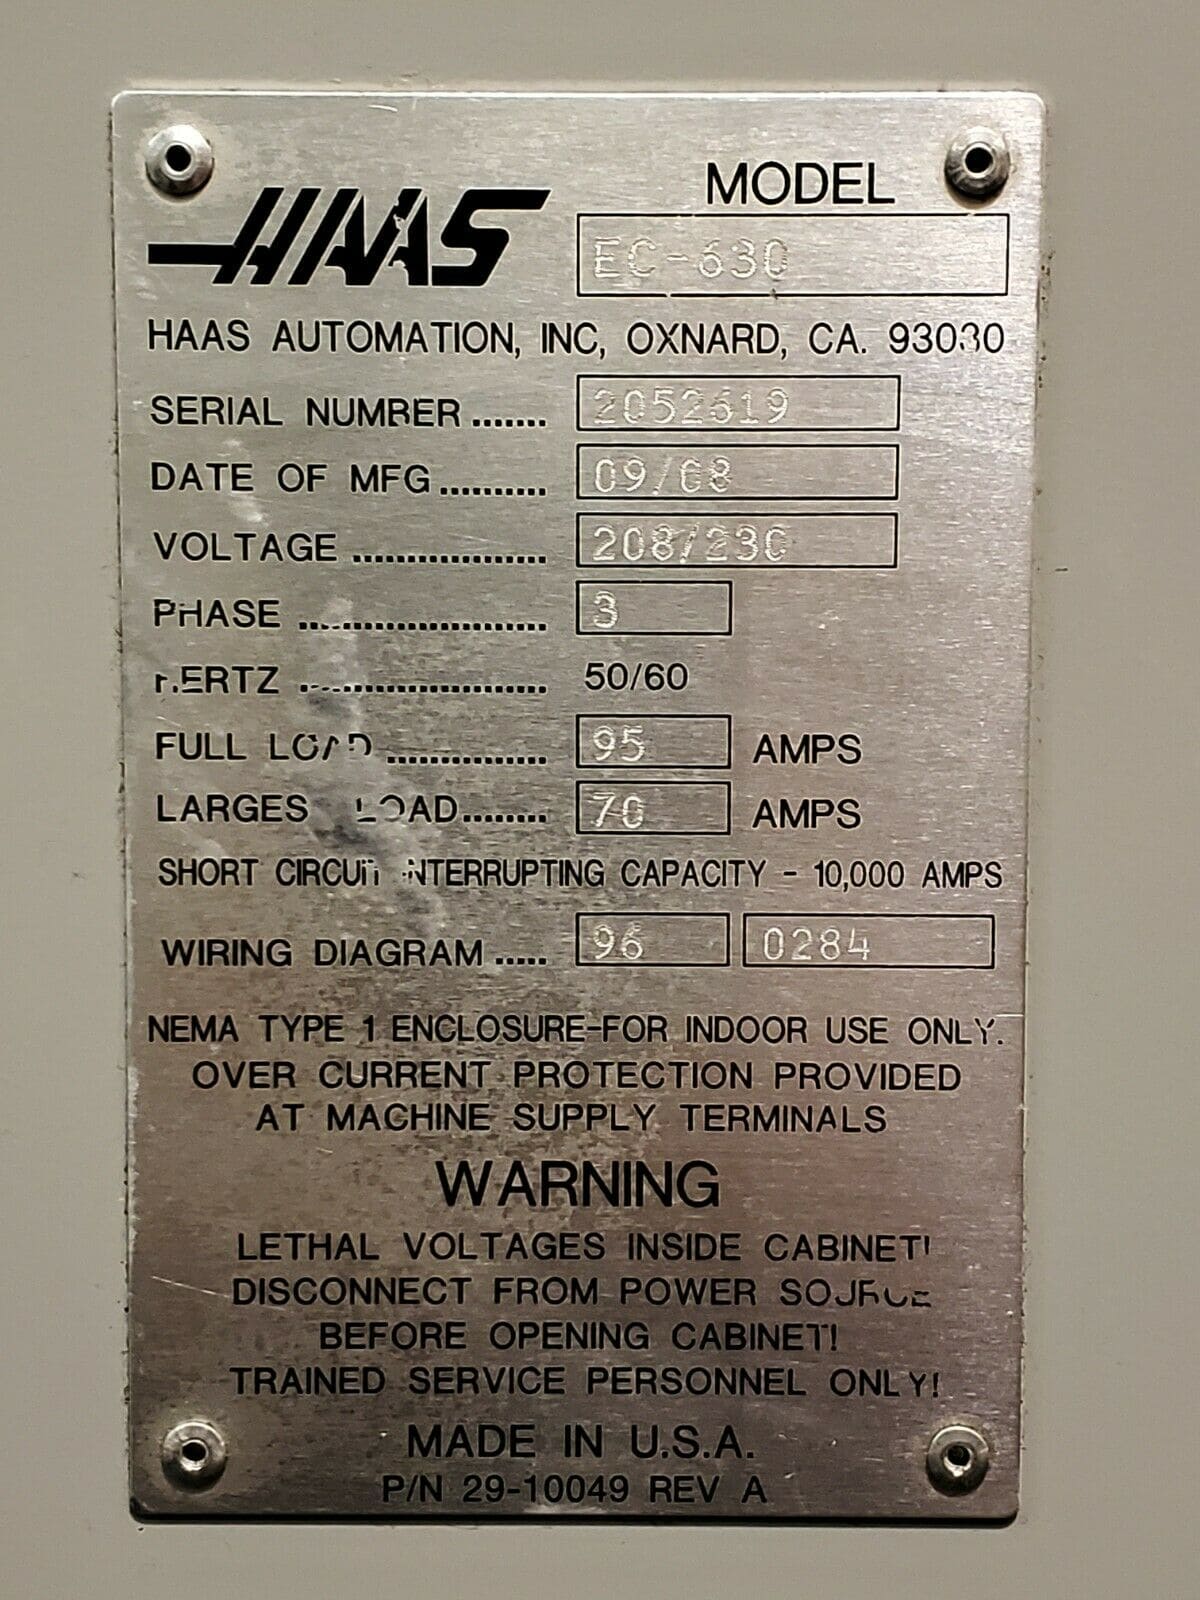 HAAS
MODEL
EC-630
HAAS AUTOMATION, INC, OXNARD, CA. 93030
SERIAL NUMBER ....... 2052619
DATE OF MFG .......... 09/08
VOLTAGE .................. 208/230
PHASE ....................... 3
HERTZ ....................... 50/60
FULL LOAD ............... 95 AMPS
LARGEST LOAD ........ 70 AMPS
SHORT CIRCUIT INTERRUPTING CAPACITY - 10,000 AMPS
WIRING DIAGRAM ..... 96 0284
NEMA TYPE 1 ENCLOSURE-FOR INDOOR USE ONLY.
OVER CURRENT PROTECTION PROVIDED
AT MACHINE SUPPLY TERMINALS
WARNING
LETHAL VOLTAGES INSIDE CABINET!
DISCONNECT FROM POWER SOURCE
BEFORE OPENING CABINET!
TRAINED SERVICE PERSONNEL ONLY!
MADE IN U.S.A.
P/N 29-10049 REV A